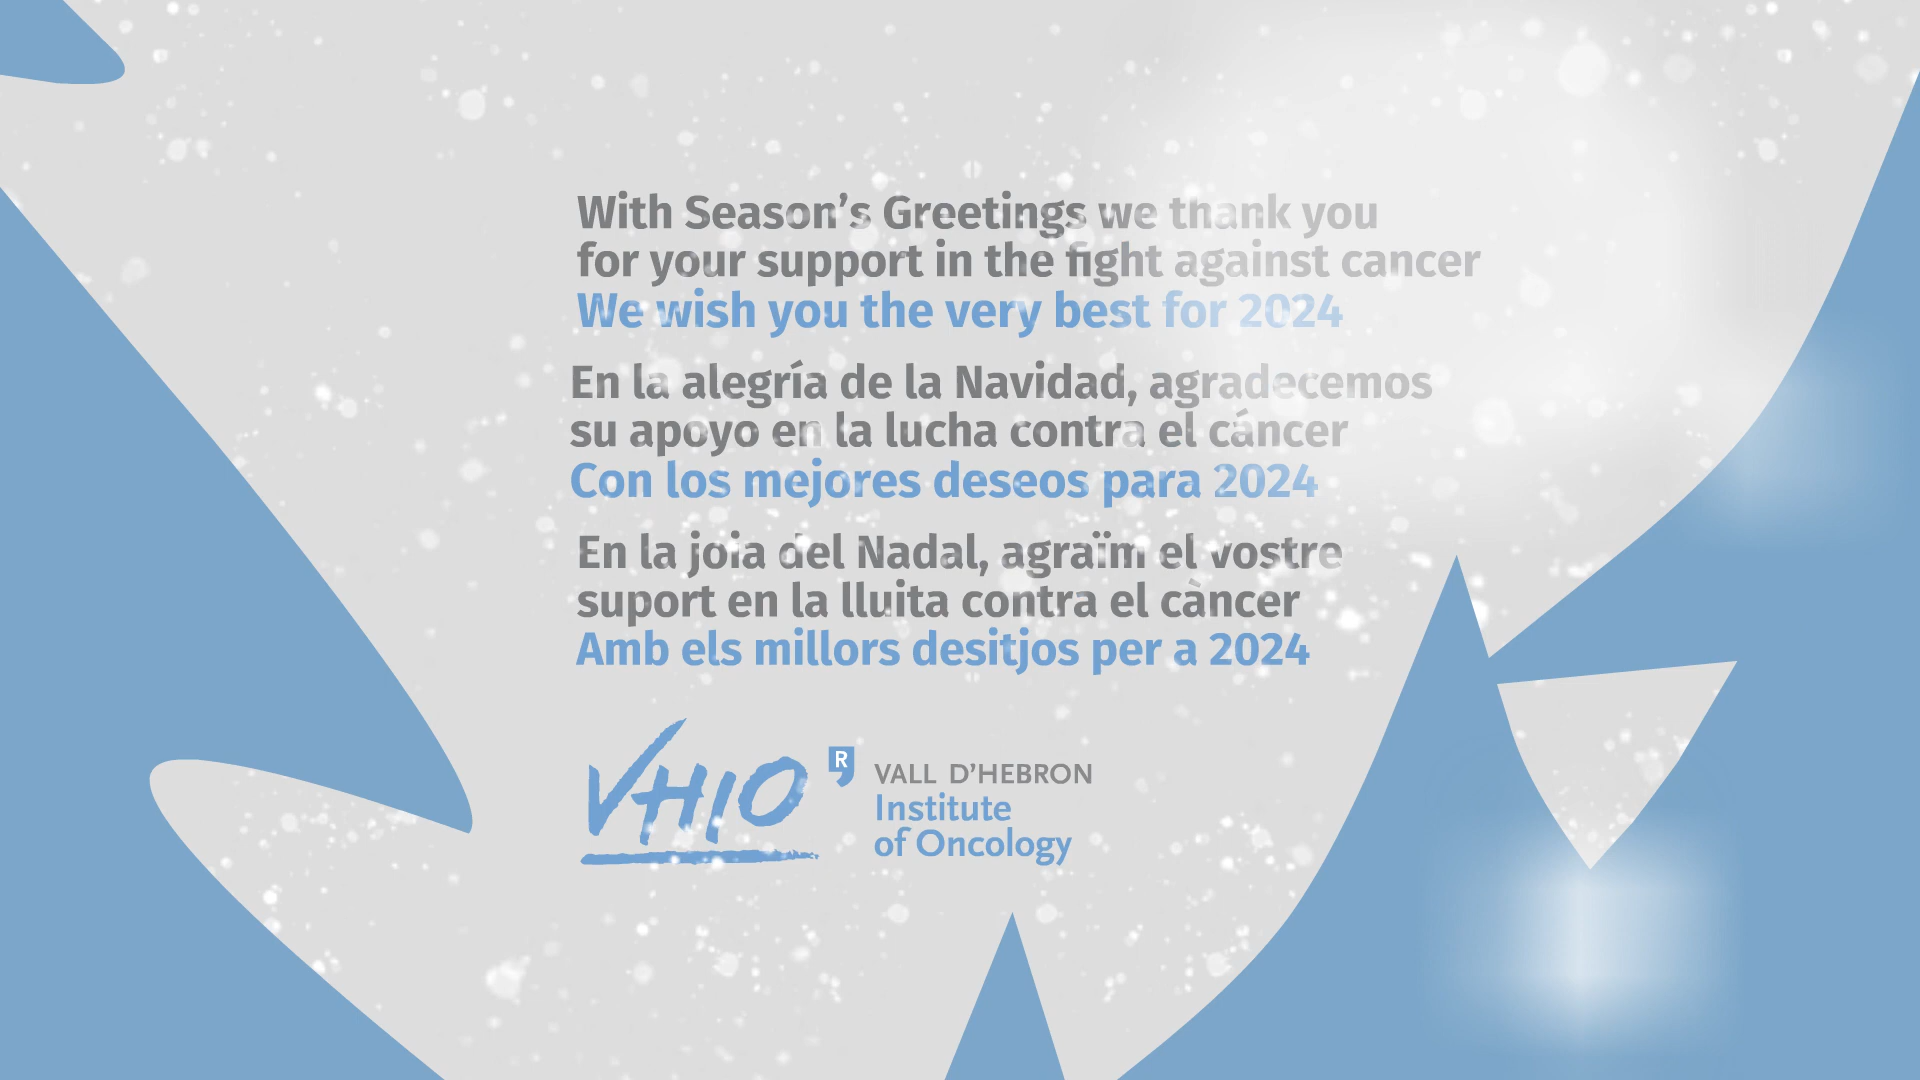 With Season’s Greetings we thank you
for your support in the fight against cancer
We wish you the very best for 2024
En la alegría de la Navidad, agradecemos
su apoyo en la lucha contra el cáncer
Con los mejores deseos para 2024
En la joia del Nadal, agraïm el vostre
suport en la lluita contra el càncer
Amb els millors desitjos per a 2024
VHIO
R
VALL D’HEBRON
Institute
of Oncology